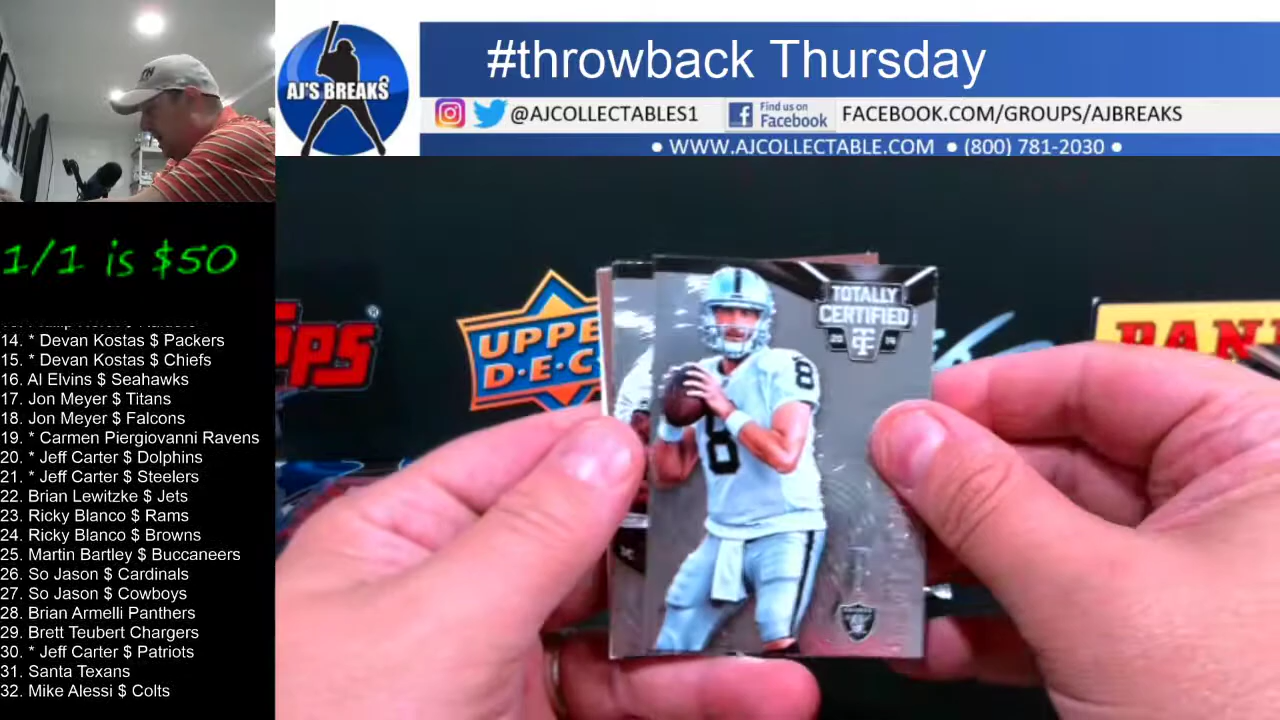 #throwback Thursday
AJ'S BREAKS
@AJCOLLECTABLES1
Find us on
Facebook
FACEBOOK.COM/GROUPS/AJBREAKS
• WWW.AJCOLLECTABLE.COM • (800) 781-2030 •
1/1 is $50
14. * Devan Kostas $ Packers
15. * Devan Kostas $ Chiefs
16. Al Elvins $ Seahawks
17. Jon Meyer $ Titans
18. Jon Meyer $ Falcons
19. * Carmen Piergiovanni Ravens
20. * Jeff Carter $ Dolphins
21. * Jeff Carter $ Steelers
22. Brian Lewitzke $ Jets
23. Ricky Blanco $ Rams
24. Ricky Blanco $ Browns
25. Martin Bartley $ Buccaneers
26. So Jason $ Cardinals
27. So Jason $ Cowboys
28. Brian Armelli Panthers
29. Brett Teubert Chargers
30. * Jeff Carter $ Patriots
31. Santa Texans
32. Mike Alessi $ Colts
UPPE
D·E·C
PANI
TOTALLY
CERTIFIED
8
8